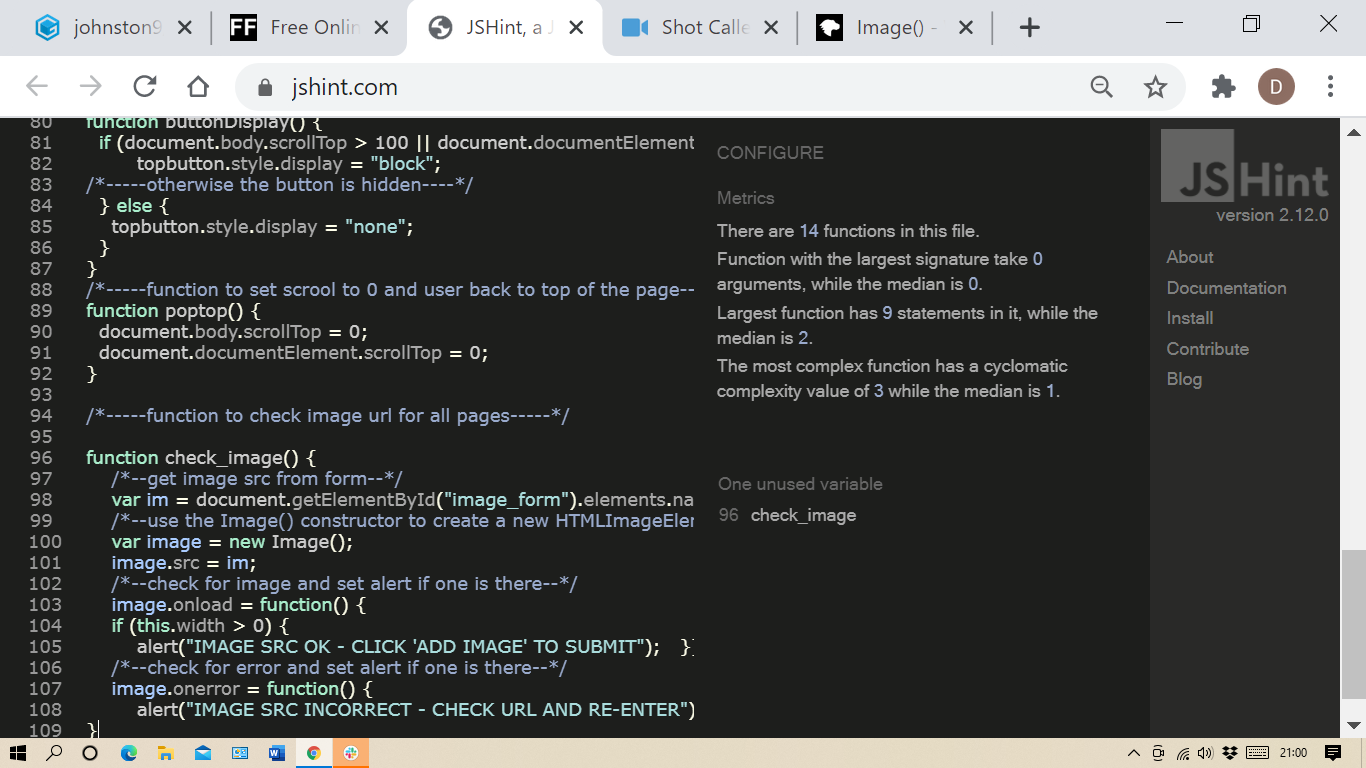 johnston9
Free Onlin
JSHint, a J
Shot Calle
Image() -
jshint.com
D
80 function buttonDisplay() {
81 if (document.body.scrollTop > 100 || document.documentElement
82 topbutton.style.display = "block";
83 /*-----otherwise the button is hidden----*/
84 } else {
85 topbutton.style.display = "none";
86 }
87 }
88 /*-----function to set scrool to 0 and user back to top of the page--
89 function poptop() {
90 document.body.scrollTop = 0;
91 document.documentElement.scrollTop = 0;
92 }
93
94 /*-----function to check image url for all pages-----*/
95
96 function check_image() {
97 /*--get image src from form--*/
98 var im = document.getElementById("image_form").elements.na
99 /*--use the Image() constructor to create a new HTMLImageEler
100 var image = new Image();
101 image.src = im;
102 /*--check for image and set alert if one is there--*/
103 image.onload = function() {
104 if (this.width > 0) {
105 alert("IMAGE SRC OK - CLICK 'ADD IMAGE' TO SUBMIT"); }}
106 /*--check for error and set alert if one is there--*/
107 image.onerror = function() {
108 alert("IMAGE SRC INCORRECT - CHECK URL AND RE-ENTER")
109 }
CONFIGURE
Metrics
There are 14 functions in this file.
Function with the largest signature take 0
arguments, while the median is 0.
Largest function has 9 statements in it, while the
median is 2.
The most complex function has a cyclomatic
complexity value of 3 while the median is 1.
One unused variable
96 check_image
JSHint
version 2.12.0
About
Documentation
Install
Contribute
Blog
21:00